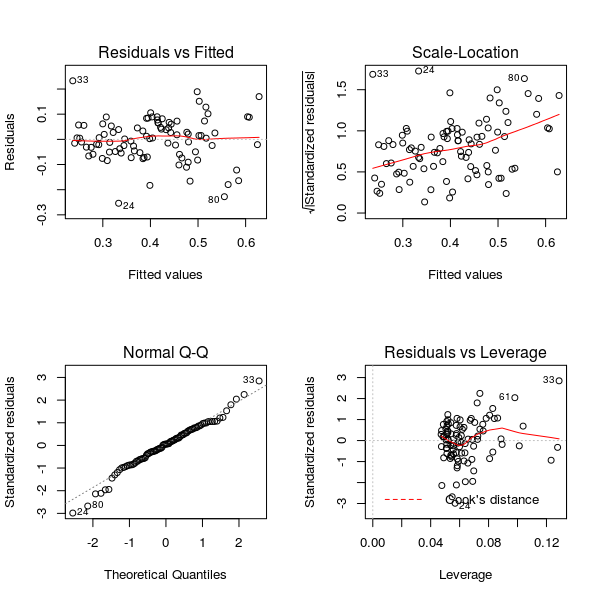 Residuals vs Fitted
Residuals
0.1
-0.1
-0.3
33
24
80
0.3 0.4 0.5 0.6
Fitted values
Scale-Location
√|Standardized residuals|
1.5
1.0
0.5
0.0
33
24
80
0.3 0.4 0.5 0.6
Fitted values
Normal Q-Q
Standardized residuals
3
2
1
0
-1
-2
-3
33
80
24
-2 -1 0 1 2
Theoretical Quantiles
Residuals vs Leverage
Standardized residuals
3
2
1
0
-1
-3
33
61
Cook's distance
24
0.00 0.04 0.08 0.12
Leverage